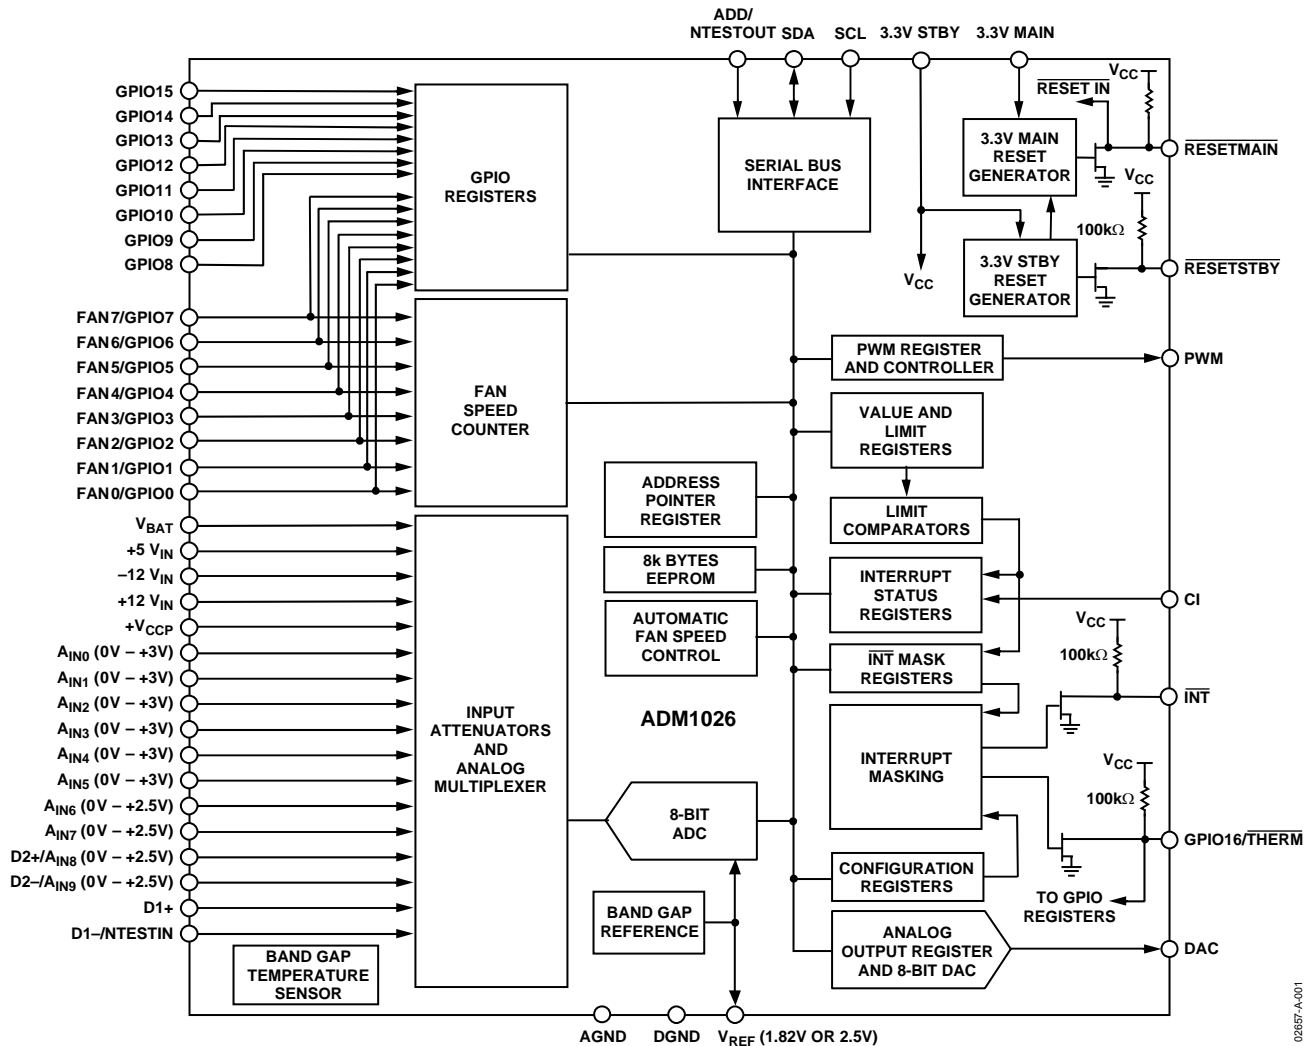 ADD/
NTESTOUT
SDA
SCL
3.3V STBY
3.3V MAIN
GPIO15
GPIO14
GPIO13
GPIO12
GPIO11
GPIO10
GPIO9
GPIO8
FAN7/GPIO7
FAN6/GPIO6
FAN5/GPIO5
FAN4/GPIO4
FAN3/GPIO3
FAN2/GPIO2
FAN1/GPIO1
FAN0/GPIO0
VBAT
+5 VIN
–12 VIN
+12 VIN
+VCCP
AIN0 (0V – +3V)
AIN1 (0V – +3V)
AIN2 (0V – +3V)
AIN3 (0V – +3V)
AIN4 (0V – +3V)
AIN5 (0V – +3V)
AIN6 (0V – +2.5V)
AIN7 (0V – +2.5V)
D2+/AIN8 (0V – +2.5V)
D2–/AIN9 (0V – +2.5V)
D1+
D1–/NTESTIN
GPIO
REGISTERS
FAN
SPEED
COUNTER
INPUT
ATTENUATORS
AND
ANALOG
MULTIPLEXER
BAND GAP
TEMPERATURE
SENSOR
SERIAL BUS
INTERFACE
ADDRESS
POINTER
REGISTER
8k BYTES
EEPROM
AUTOMATIC
FAN SPEED
CONTROL
ADM1026
8-BIT
ADC
BAND GAP
REFERENCE
VCC
3.3V MAIN
RESET
GENERATOR
3.3V STBY
RESET
GENERATOR
RESET IN
VCC
RESETMAIN
VCC
100kΩ
RESETSTBY
PWM REGISTER
AND CONTROLLER
PWM
VALUE AND
LIMIT
REGISTERS
LIMIT
COMPARATORS
INTERRUPT
STATUS
REGISTERS
CI
INT MASK
REGISTERS
VCC
100kΩ
INT
INTERRUPT
MASKING
VCC
100kΩ
GPIO16/THERM
CONFIGURATION
REGISTERS
TO GPIO
REGISTERS
ANALOG
OUTPUT REGISTER
AND 8-BIT DAC
DAC
AGND
DGND
VREF (1.82V OR 2.5V)
02657-A-001